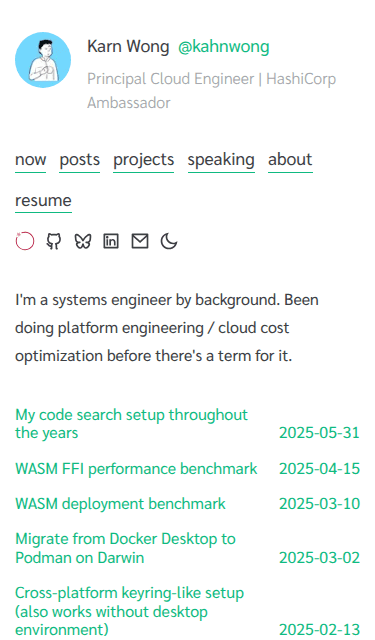 Karn Wong @kahnwong
Principal Cloud Engineer | HashiCorp
Ambassador
now posts projects speaking about
resume
I'm a systems engineer by background. Been
doing platform engineering / cloud cost
optimization before there's a term for it.
My code search setup throughout
the years 2025-05-31
WASM FFI performance benchmark 2025-04-15
WASM deployment benchmark 2025-03-10
Migrate from Docker Desktop to
Podman on Darwin 2025-03-02
Cross-platform keyring-like setup
(also works without desktop
environment) 2025-02-13